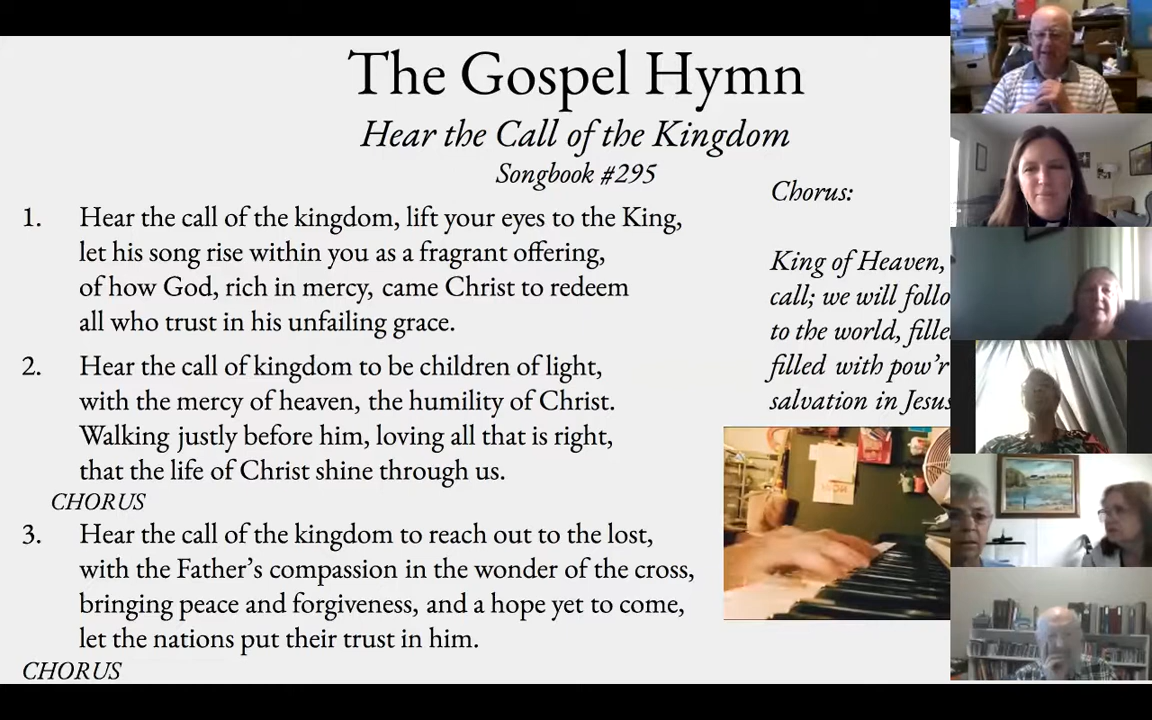 The Gospel Hymn
Hear the Call of the Kingdom
Songbook #295
1. Hear the call of the kingdom, lift your eyes to the King,
let his song rise within you as a fragrant offering,
of how God, rich in mercy, came Christ to redeem
all who trust in his unfailing grace.
2. Hear the call of kingdom to be children of light,
with the mercy of heaven, the humility of Christ.
Walking justly before him, loving all that is right,
that the life of Christ shine through us.
CHORUS
3. Hear the call of the kingdom to reach out to the lost,
with the Father’s compassion in the wonder of the cross,
bringing peace and forgiveness, and a hope yet to come,
let the nations put their trust in him.
CHORUS
Chorus:
King of Heaven,
call; we will follo
to the world, fille
filled with pow’r
salvation in Jesus